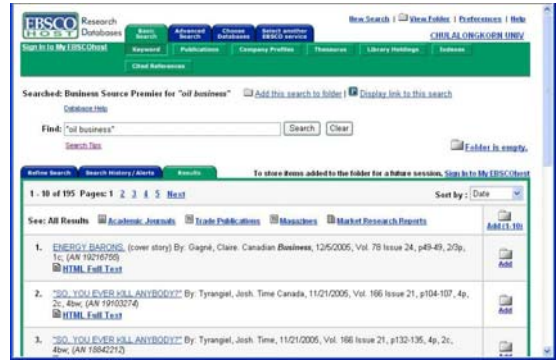 New Search | View Folder | Preferences | Help
EBSCO HOST Research Databases
Basic Search
Advanced Search
Choose Databases
Select another EBSCO service
CHULALONGKORN UNIV
Sign In to My EBSCOhost
Keyword
Publications
Company Profiles
Thesaurus
Library Holdings
Indexes
Cited References
Searched: Business Source Premier for "oil business" Add this search to folder | Display link to this search
Database Help
Find: "oil business" Search Clear
Search Tips
Folder is empty.
Refine Search
Search History/Alerts
Results
To store items added to the folder for a future session, Sign In to My EBSCOhost
1 - 10 of 195 Pages: 1 2 3 4 5 Next Sort by : Date
See: All Results Academic Journals Trade Publications Magazines Market Research Reports Add (1-10)
1. ENERGY BARONS. (cover story) By: Gagné, Claire. Canadian Business, 12/5/2005, Vol. 78 Issue 24, p49-49, 2/3p,
1c; (AN 19216755)
HTML Full Text
Add
2. "SO, YOU EVER KILL ANYBODY?" By: Tyrangiel, Josh. Time Canada, 11/21/2005, Vol. 166 Issue 21, p104-107, 4p,
2c, 4bw; (AN 19103274)
HTML Full Text
Add
3. "SO, YOU EVER KILL ANYBODY?" By: Tyrangiel, Josh. Time, 11/21/2005, Vol. 166 Issue 21, p132-135, 4p, 2c,
4bw; (AN 18842212)
Add